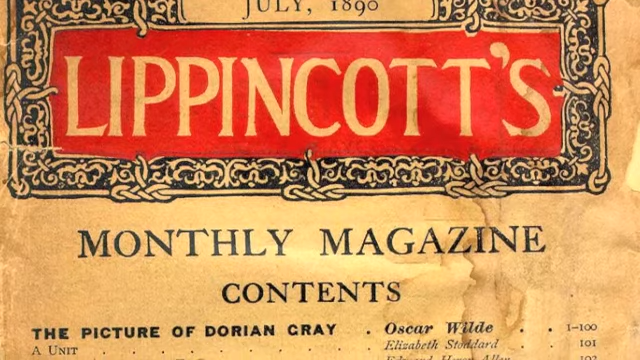 JULY, 1890
LIPPINCOTT'S
MONTHLY MAGAZINE
CONTENTS
THE PICTURE OF DORIAN GRAY . Oscar Wilde . . 1-100
A UNIT . . . . . . . Elizabeth Stoddard . 101